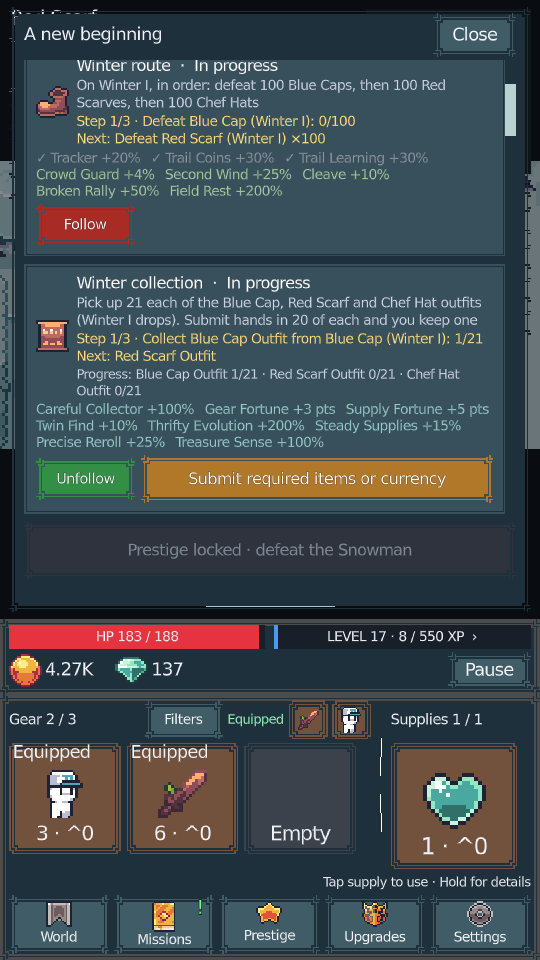 A new beginning
Close
Winter route · In progress
On Winter I, in order: defeat 100 Blue Caps, then 100 Red
Scarves, then 100 Chef Hats
Step 1/3 · Defeat Blue Cap (Winter I): 0/100
Next: Defeat Red Scarf (Winter I) ×100
✓ Tracker +20% ✓ Trail Coins +30% ✓ Trail Learning +30%
Crowd Guard +4% Second Wind +25% Cleave +10%
Broken Rally +50% Field Rest +200%
Follow
Winter collection · In progress
Pick up 21 each of the Blue Cap, Red Scarf and Chef Hat outfits
(Winter I drops). Submit hands in 20 of each and you keep one
Step 1/3 · Collect Blue Cap Outfit from Blue Cap (Winter I): 1/21
Next: Red Scarf Outfit
Progress: Blue Cap Outfit 1/21 · Red Scarf Outfit 0/21 · Chef Hat
Outfit 0/21
Careful Collector +100% Gear Fortune +3 pts Supply Fortune +5 pts
Twin Find +10% Thrifty Evolution +200% Steady Supplies +15%
Precise Reroll +25% Treasure Sense +100%
Unfollow
Submit required items or currency
Prestige locked · defeat the Snowman
HP 183 / 188
LEVEL 17 · 8 / 550 XP ›
4.27K
137
Pause
Gear 2 / 3
Filters
Equipped
Supplies 1 / 1
Equipped
3 · ^0
Equipped
6 · ^0
Empty
1 · ^0
Tap supply to use · Hold for details
World
Missions
!
Prestige
Upgrades
Settings